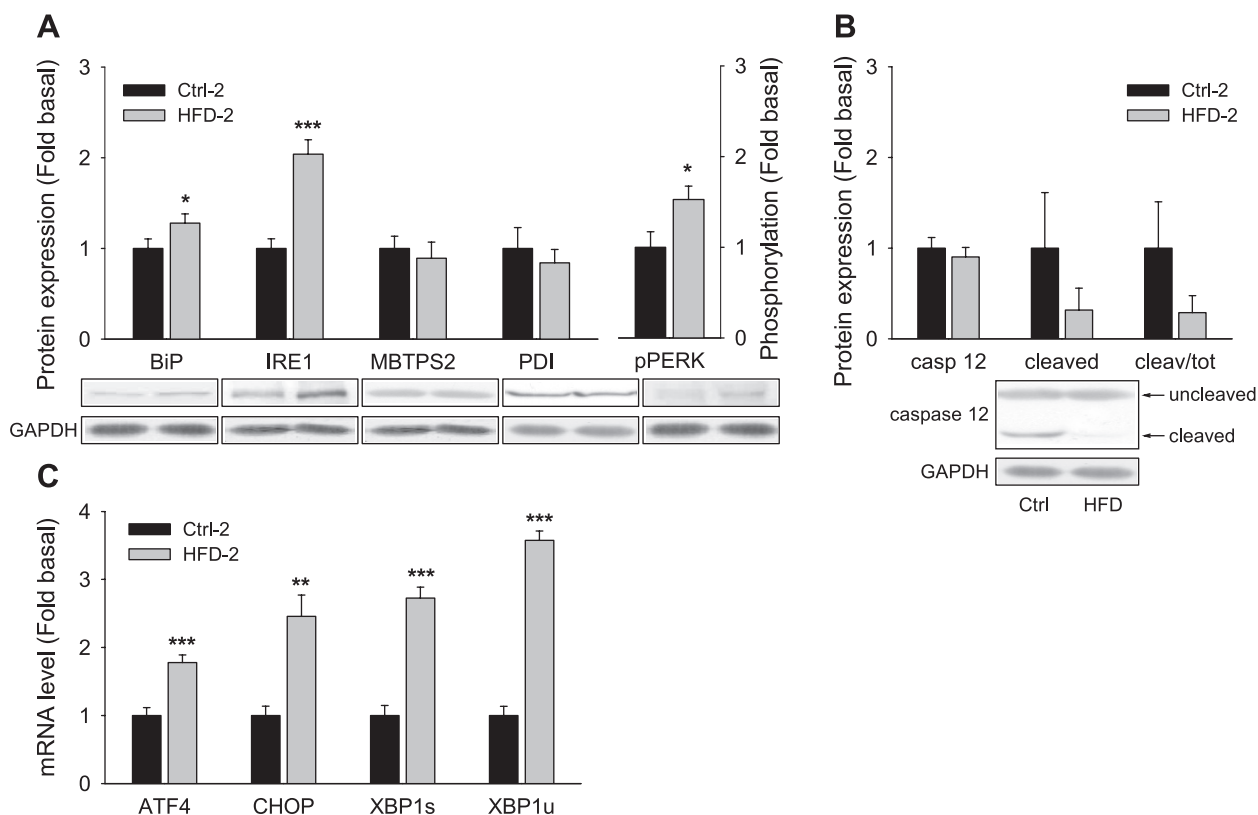 A
Protein expression (Fold basal)
3
2
1
0
Ctrl-2
HFD-2
*
***
*
3
2
1
0
Phosphorylation (Fold basal)
BiP IRE1 MBTPS2 PDI pPERK
GAPDH
B
Protein expression (Fold basal)
3
2
1
0
Ctrl-2
HFD-2
casp 12 cleaved cleav/tot
caspase 12
uncleaved
cleaved
GAPDH
Ctrl HFD
C
mRNA level (Fold basal)
4
3
2
1
0
Ctrl-2
HFD-2
***
**
***
***
ATF4 CHOP XBP1s XBP1u